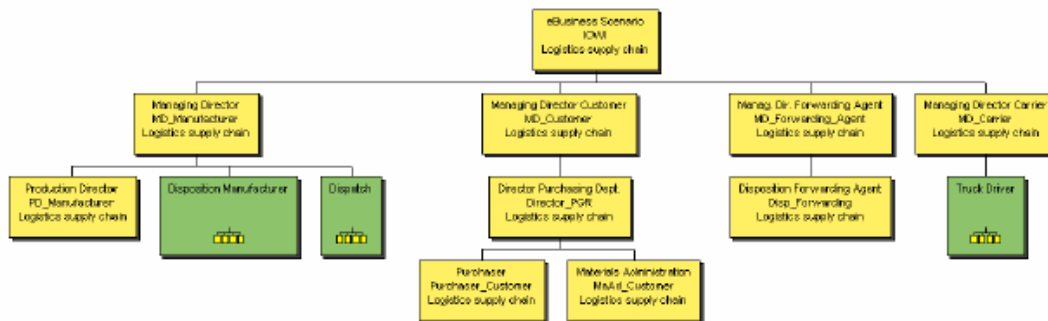 eBusiness Scenario
IOWI
Logistics supply chain
Managing Director
MD_Manufacturer
Logistics supply chain
Managing Director Customer
MD_Customer
Logistics supply chain
Manag. Dir. Forwarding Agent
MD_Forwarding_Agent
Logistics supply chain
Managing Director Carrier
MD_Carrier
Logistics supply chain
Production Director
PD_Manufacturer
Logistics supply chain
Disposition Manufacturer
Dispatch
Director Purchasing Dept.
Director_PGR
Logistics supply chain
Disposition Forwarding Agent
Disp_Forwarding
Logistics supply chain
Truck Driver
Purchaser
Purchaser_Customer
Logistics supply chain
Materials Administration
MaAd_Customer
Logistics supply chain